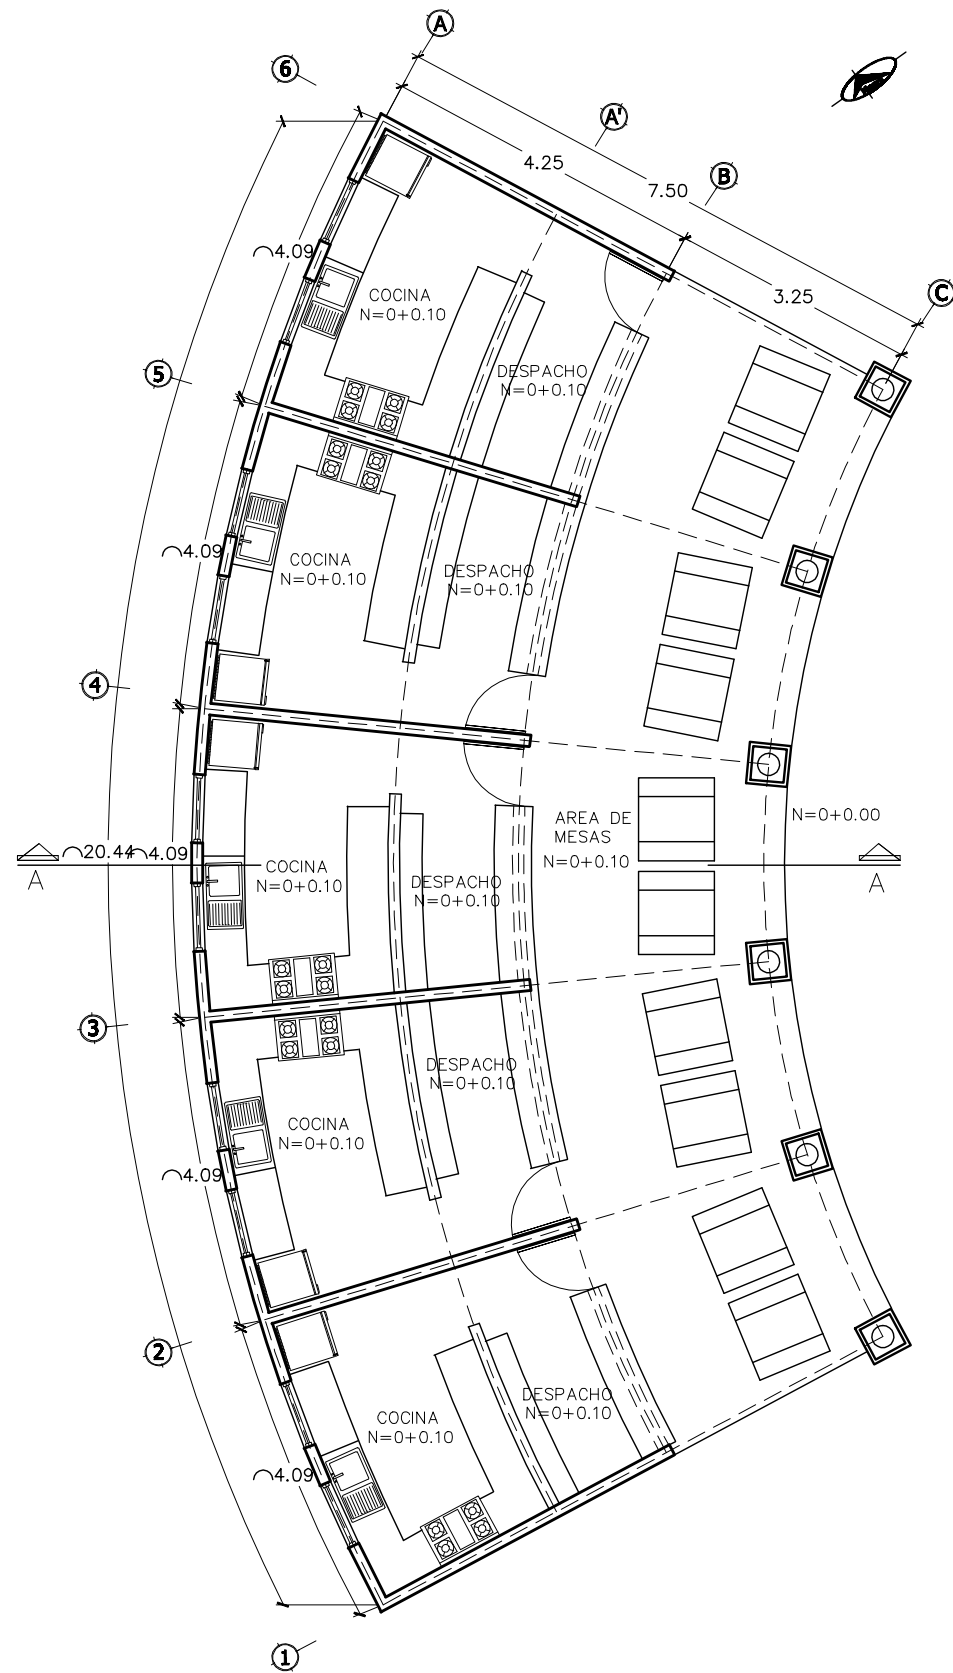 A
6
A'
4.25
B
7.50
4.09
C
3.25
COCINA
N=0+0.10
5
DESPACHO
N=0+0.10
4.09
COCINA
N=0+0.10
DESPACHO
N=0+0.10
4
AREA DE
MESAS
N=0+0.10
N=0+0.00
20.44
4.09
A
A
COCINA
N=0+0.10
DESPACHO
N=0+0.10
3
DESPACHO
N=0+0.10
COCINA
N=0+0.10
4.09
2
DESPACHO
N=0+0.10
COCINA
N=0+0.10
4.09
1